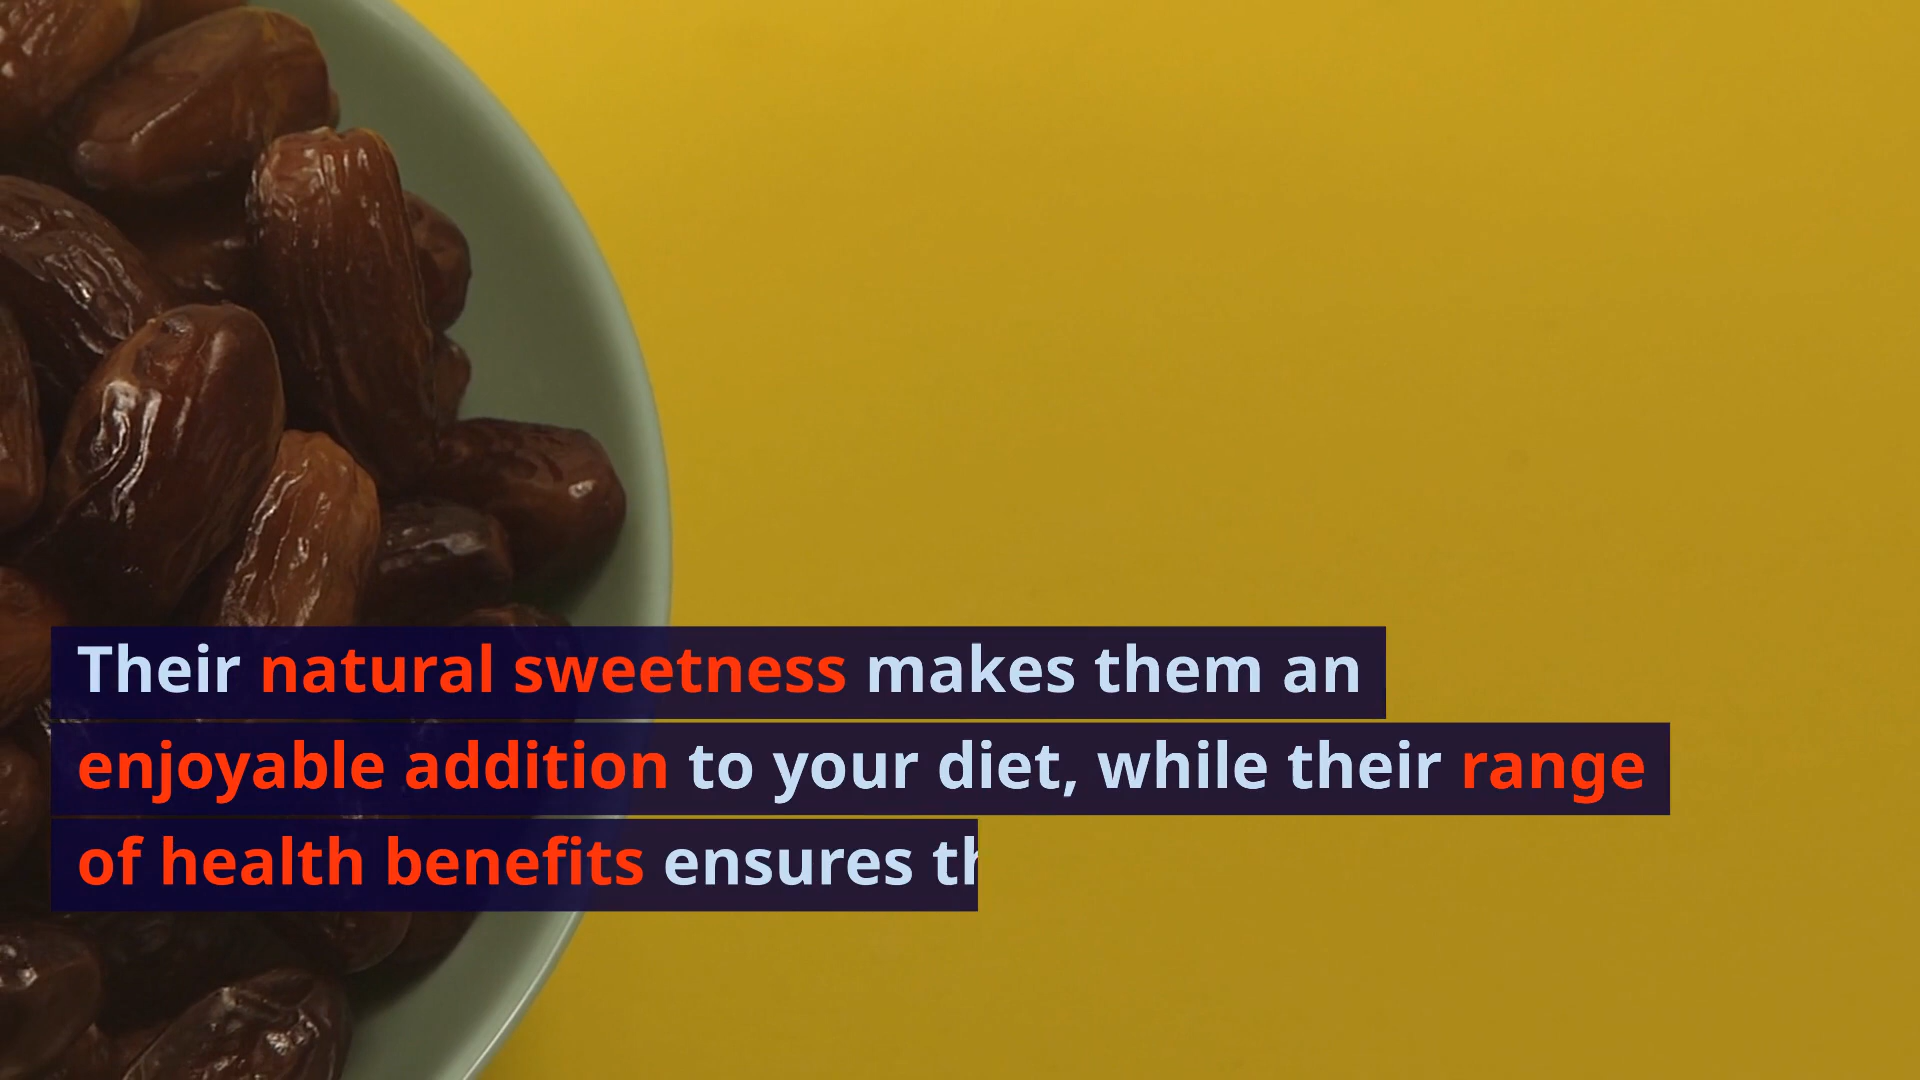 Their natural sweetness makes them an
enjoyable addition to your diet, while their range
of health benefits ensures